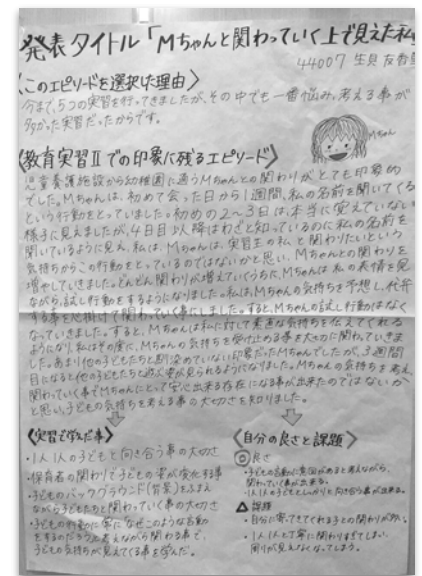 発表タイトル「Mちゃんと関わっていく上で見えた私」
44007 生貝 友香
〈このエピソードを選択した理由〉
今まで、5つの実習を行ってきましたが、その中でも一番悩み、考える事が
多かった実習だったからです。
Mちゃん
〈教育実習Ⅱでの印象に残るエピソード〉
児童養護施設から幼稚園に通うMちゃんとの関わりがとても印象的
でした。Mちゃんは、初めて会った日から1週間、私の名前を聞いてくる
という行動をとっていました。初めの2〜3日は、本当に覚えていない
様子に見えましたが、4日目以降はわざと知っているのに私の名前を
聞いているように見え、私は、Mちゃんは、実習生の私と関わりたいという
気持ちからこの行動をとっているのではないかと思い、Mちゃんとの関わりを
増やしていきました。どんどん関わりが増えていくうちに、Mちゃんは私の表情を見
ながら、試し行動をするようになりました。私は、Mちゃんの気持ちを予想し、代弁
する事を心掛けて関わっていく事にしました。すると、Mちゃんの試し行動はなく
なっていきました。すると、Mちゃんは私に対して素直な気持ちを伝えてくれる
ようになり、私はその度に、Mちゃんの気持ちを受け止める事を大切に関わっていきま
した。あまり他の子どもたちと馴染めていない印象だったMちゃんでしたが、3週間
目になると他の子どもたちと遊ぶ姿が見られるようになりました。Mちゃんの気持ちを考え、
関わっていく事でMちゃんにとって安心出来る存在になる事が出来たのではないか
と思い、子どもの気持ちを考える事の大切さを知りました。
〈実習で学んだ事〉
・1人1人の子どもと向き合う事の大切さ
・保育者の関わりで子どもの姿が変化する事
・子どものバックグラウンド(背景)をふまえ
ながら子どもたちと関わっていく事の大切さ
・子どもの行動に常になぜこのような言動
をするのだろうと考えながら関わる事で、
子どもの気持ちが見えてくる事を学んだ。
〈自分の良さと課題〉
◎良さ
・子どもの言動に意図があると考えながら、
関わっていく事が出来る。
・1人1人の子どもとしっかりと向き合う事が出来る。
△課題
・自分に寄ってきてくれる子との関わりが多い。
・1人1人と丁寧に関わりすぎてしまい、
周りが見えなくなってしまう。